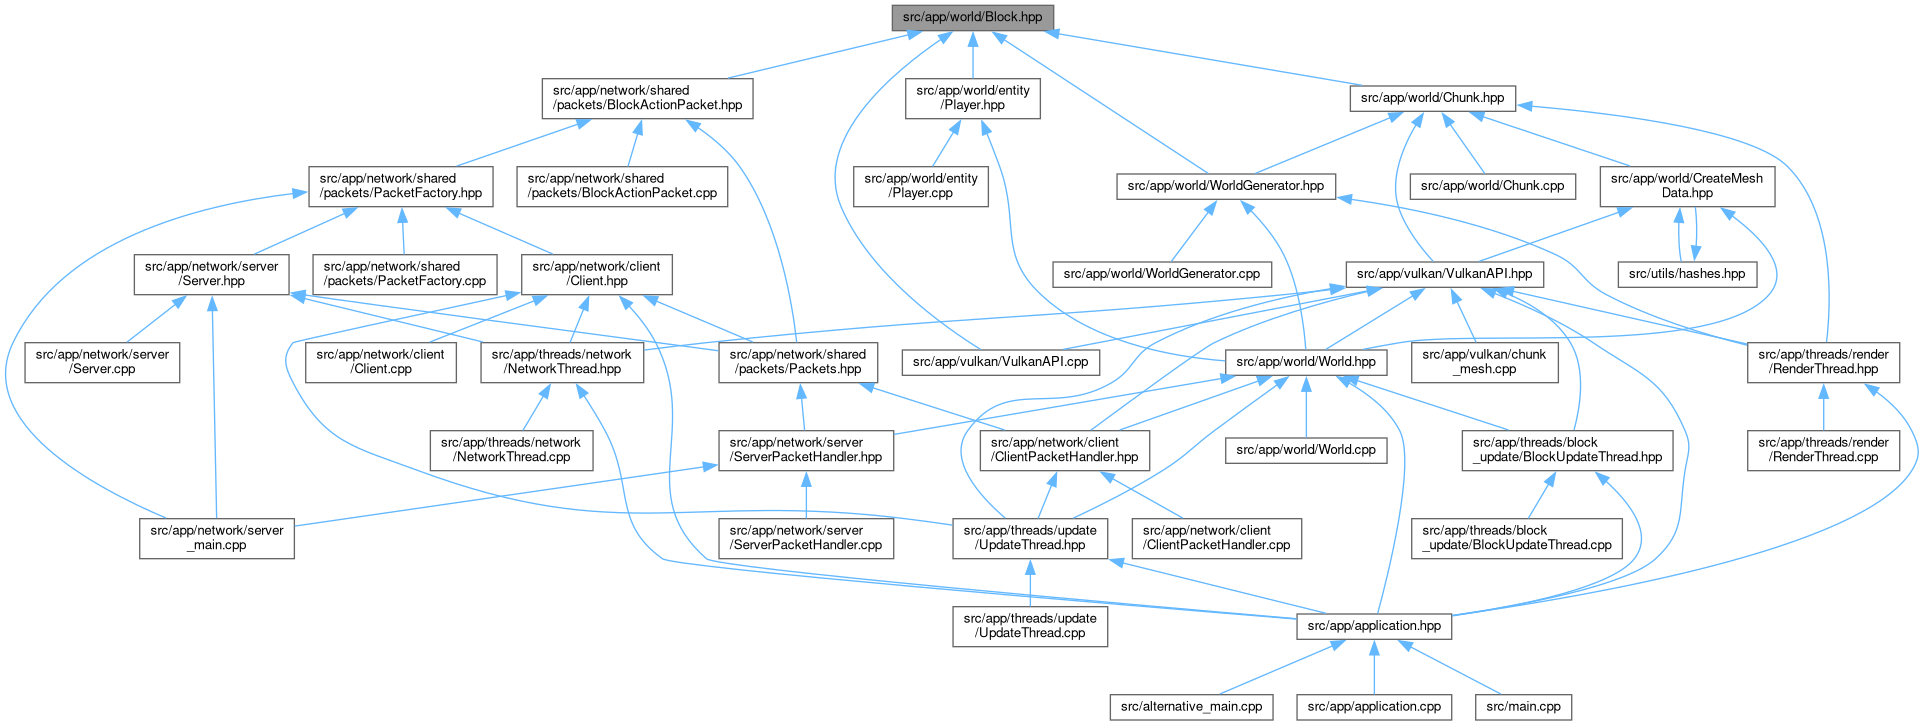 src/app/world/Block.hpp
src/app/network/shared
/packets/BlockActionPacket.hpp
src/app/world/entity
/Player.hpp
src/app/world/Chunk.hpp
src/app/network/shared
/packets/PacketFactory.hpp
src/app/network/shared
/packets/BlockActionPacket.cpp
src/app/world/entity
/Player.cpp
src/app/world/WorldGenerator.hpp
src/app/world/Chunk.cpp
src/app/world/CreateMesh
Data.hpp
src/app/network/server
/Server.hpp
src/app/network/shared
/packets/PacketFactory.cpp
src/app/network/client
/Client.hpp
src/app/world/WorldGenerator.cpp
src/app/vulkan/VulkanAPI.hpp
src/utils/hashes.hpp
src/app/network/server
/Server.cpp
src/app/network/client
/Client.cpp
src/app/threads/network
/NetworkThread.hpp
src/app/network/shared
/packets/Packets.hpp
src/app/vulkan/VulkanAPI.cpp
src/app/world/World.hpp
src/app/vulkan/chunk
_mesh.cpp
src/app/threads/render
/RenderThread.hpp
src/app/threads/network
/NetworkThread.cpp
src/app/network/server
/ServerPacketHandler.hpp
src/app/network/client
/ClientPacketHandler.hpp
src/app/world/World.cpp
src/app/threads/block
_update/BlockUpdateThread.hpp
src/app/threads/render
/RenderThread.cpp
src/app/network/server
_main.cpp
src/app/network/server
/ServerPacketHandler.cpp
src/app/threads/update
/UpdateThread.hpp
src/app/network/client
/ClientPacketHandler.cpp
src/app/threads/block
_update/BlockUpdateThread.cpp
src/app/threads/update
/UpdateThread.cpp
src/app/application.hpp
src/alternative_main.cpp
src/app/application.cpp
src/main.cpp